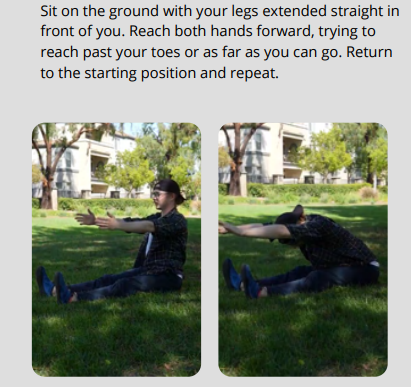 Sit on the ground with your legs extended straight in
front of you. Reach both hands forward, trying to
reach past your toes or as far as you can go. Return
to the starting position and repeat.